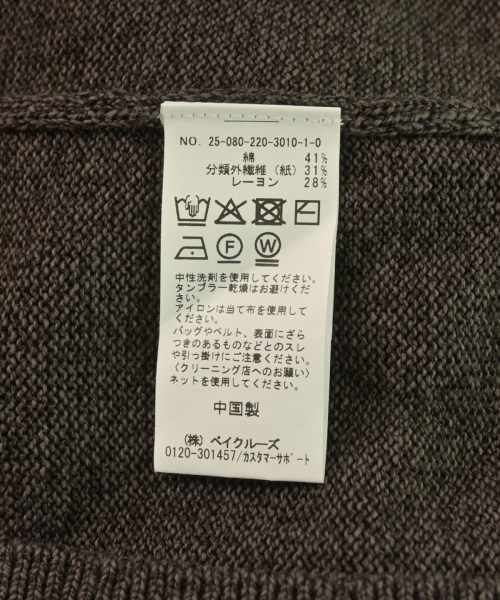 NO. 25-080-220-3010-1-0
綿 41%
分類外繊維（紙）31%
レーヨン 28%
F W
中性洗剤を使用してください。
タンブラー乾燥はお避けくだ
さい。
アイロンは当て布を使用して
ください。
バッグやベルト、表面にざら
つきのあるものなどとのスレ
や引っ掛けにご注意ください。
〈クリーニング店へのお願い〉
ネットを使用してください。
中国製
（株）ベイクルーズ
0120-301457/ｶｽﾀﾏｰｻﾎﾟｰﾄ